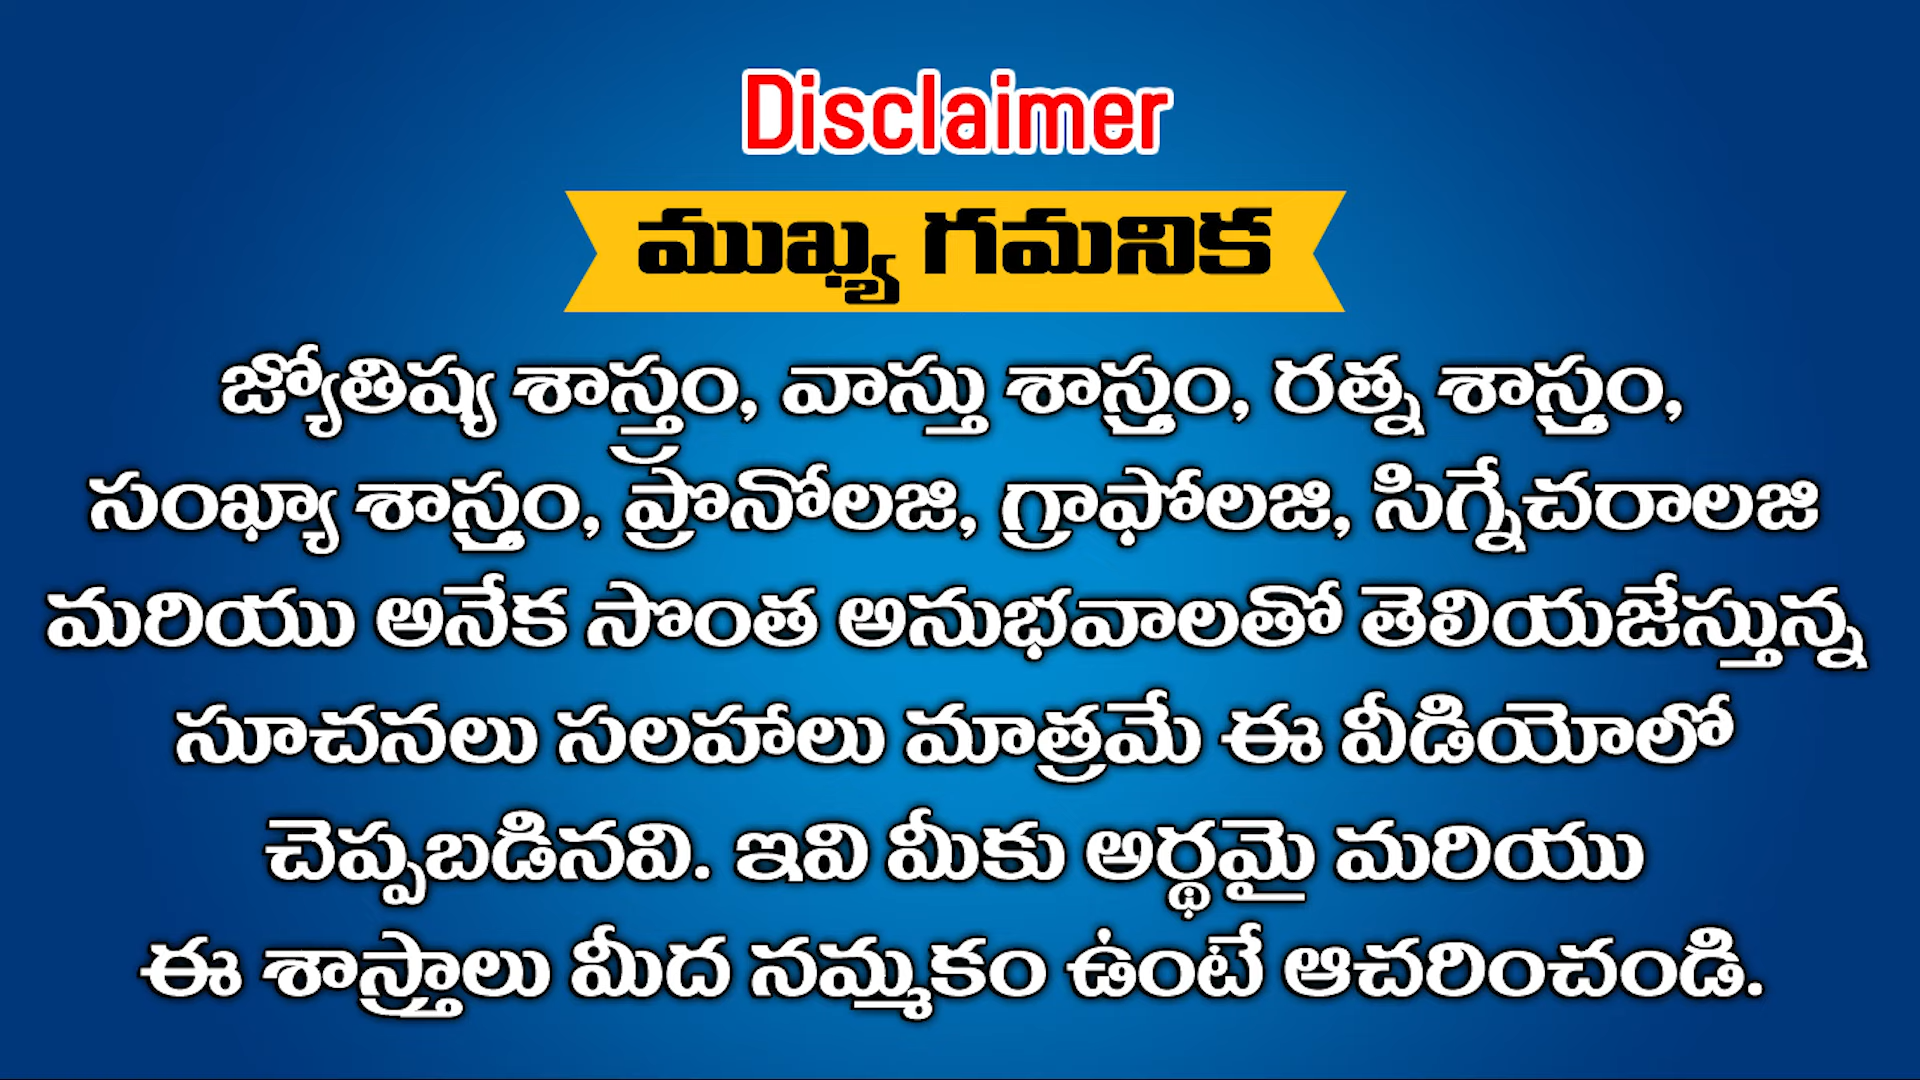 Disclaimer
ముఖ్య గమనిక
జ్యోతిష్య శాస్త్రం, వాస్తు శాస్త్రం, రత్న శాస్త్రం,
సంఖ్యా శాస్త్రం, ప్రొనోలజి, గ్రాఫోలజి, సిగ్నేచరాలజి
మరియు అనేక సొంత అనుభవాలతో తెలియజేస్తున్న
సూచనలు సలహాలు మాత్రమే ఈ వీడియోలో
చెప్పబడినవి. ఇవి మీకు అర్థమై మరియు
ఈ శాస్త్రాలు మీద నమ్మకం ఉంటే ఆచరించండి.